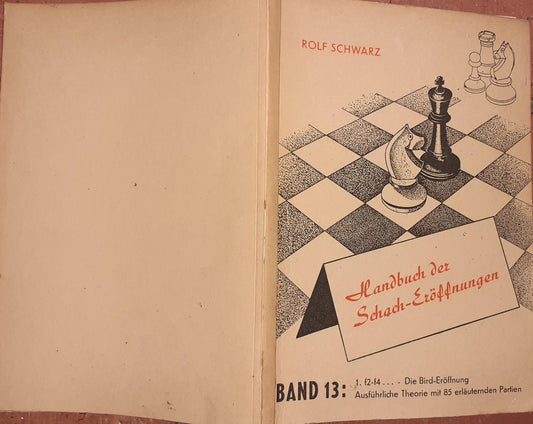 ROLF SCHWARZ
Handbuch der
Schach-Eröffnungen
BAND 13:
1. f2-f4 . . . - Die Bird-Eröffnung
Ausführliche Theorie mit 85 erläuternden Partien